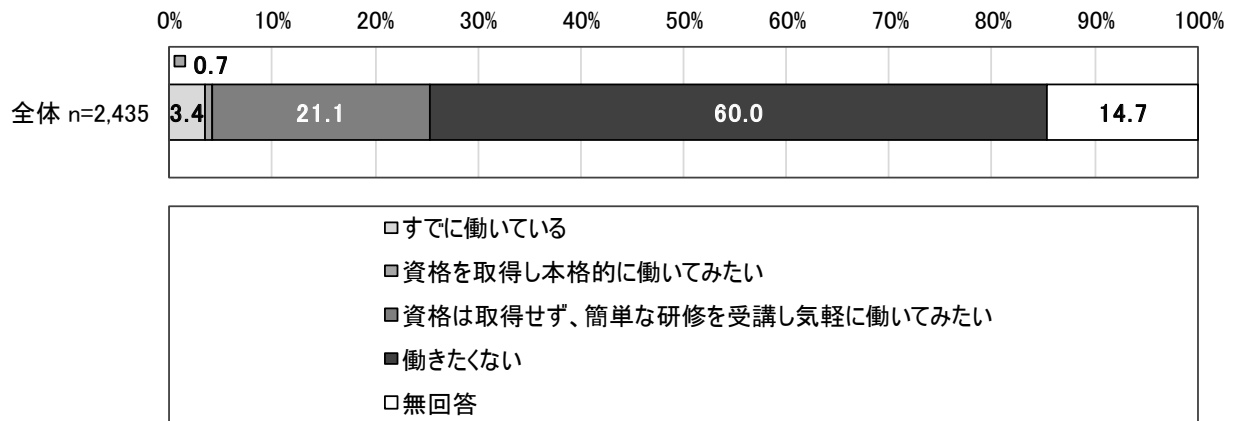 0% 10% 20% 30% 40% 50% 60% 70% 80% 90% 100%
0.7
全体 n=2,435 3.4 21.1 60.0 14.7
すでに働いている
資格を取得し本格的に働いてみたい
資格は取得せず、簡単な研修を受講し気軽に働いてみたい
働きたくない
無回答